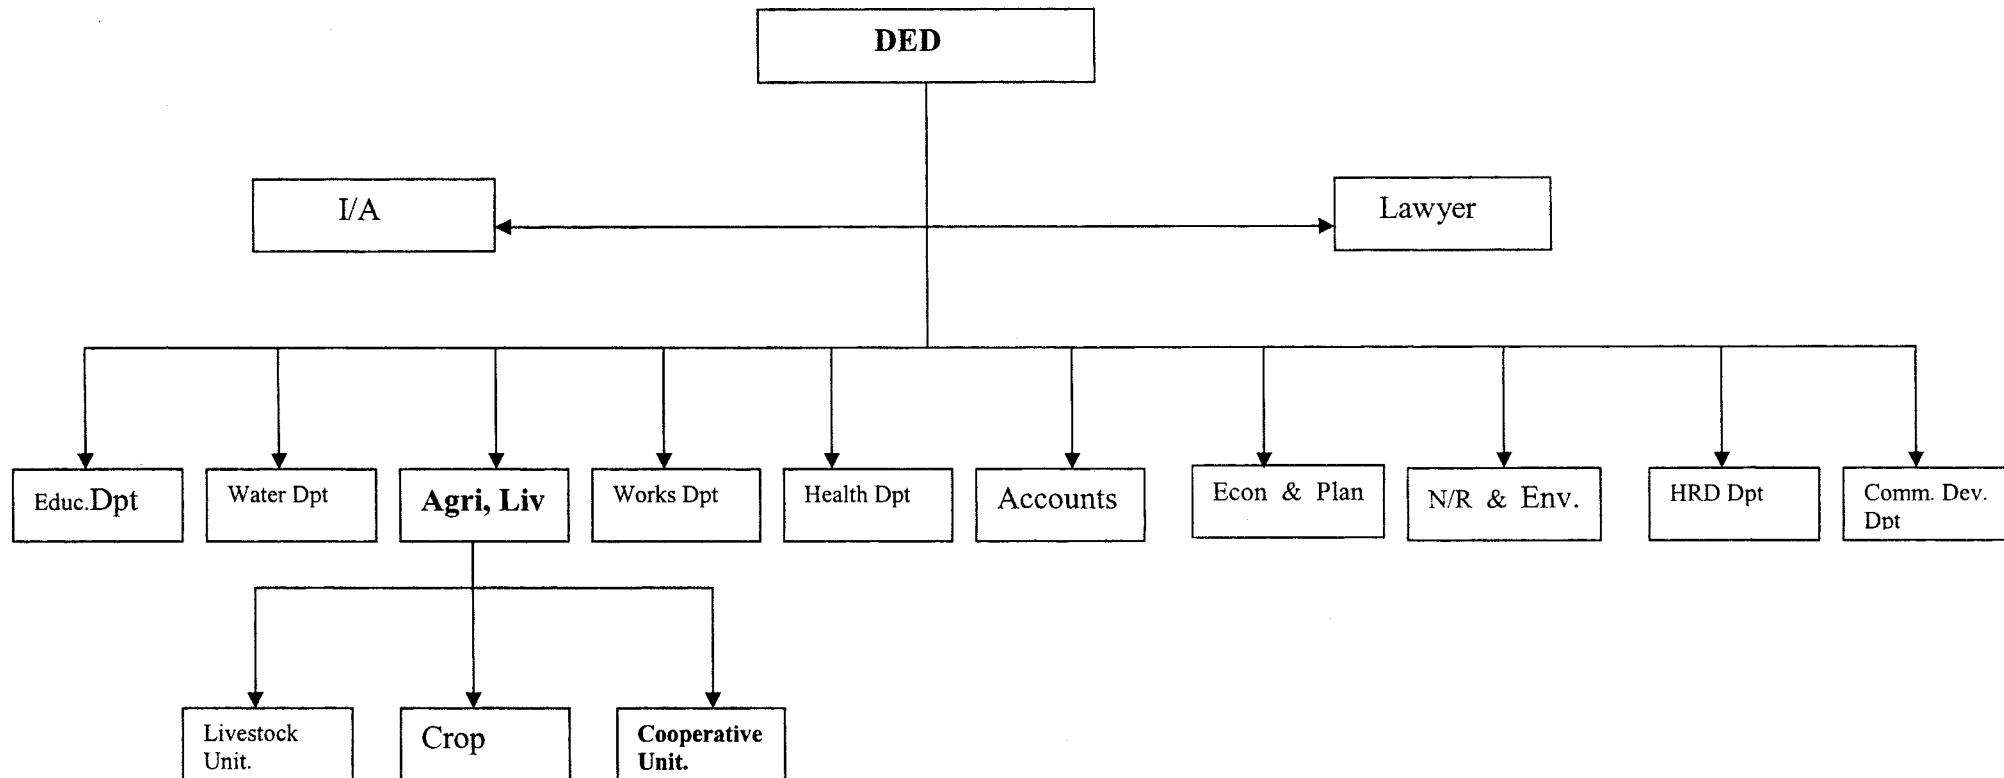 DED
I/A
Lawyer
Educ.Dpt
Water Dpt
Agri, Liv
Works Dpt
Health Dpt
Accounts
Econ & Plan
N/R & Env.
HRD Dpt
Comm. Dev.
Dpt
Livestock
Unit.
Crop
Cooperative
Unit.